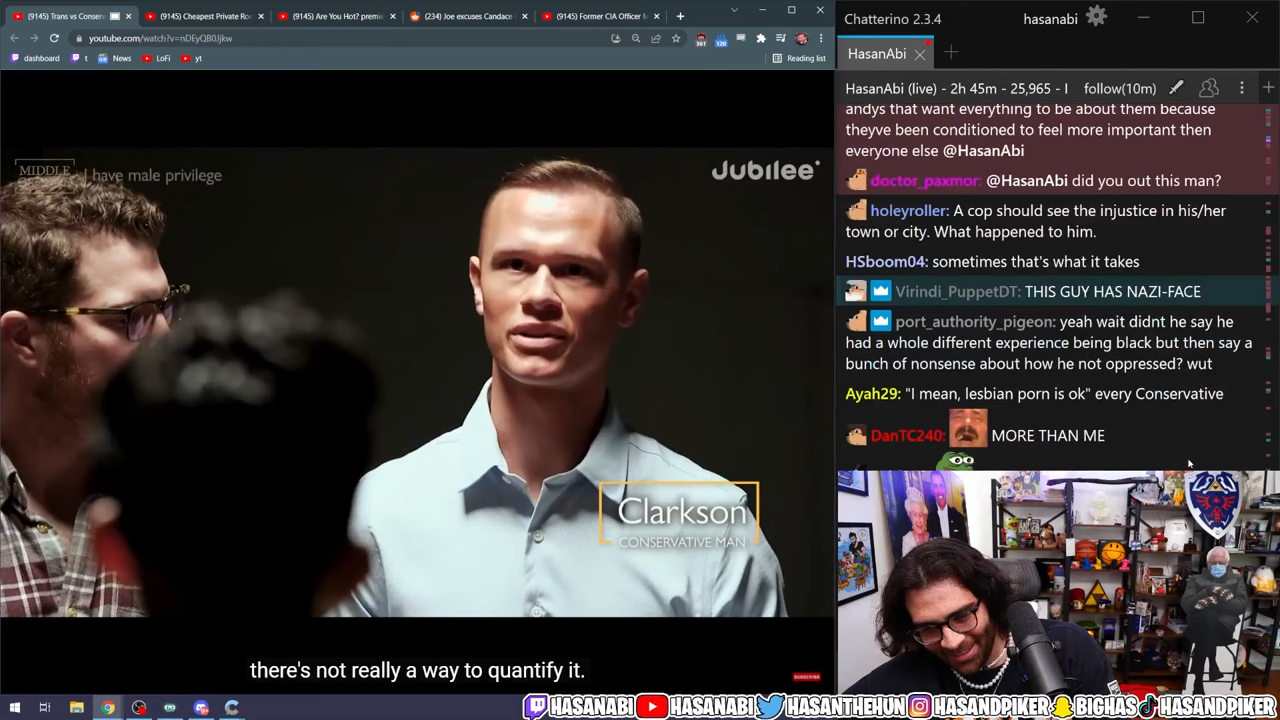 (9145) Trans vs Conserv
(9145) Cheapest Private Roo
(9145) Are You Hot? premie
(234) Joe excuses Candace
(9145) Former CIA Officer
youtube.com/watch?v=nDEyQB0Jjkw
dashboard
t
News
LoFi
yt
Reading list
MIDDLE
I have male privilege
Jubilee
Clarkson
CONSERVATIVE MAN
there's not really a way to quantify it.
SUBSCRIBE
Chatterino 2.3.4
hasanabi
HasanAbi
HasanAbi (live) - 2h 45m - 25,965 - I
follow(10m)
andys that want everything to be about them because
theyve been conditioned to feel more important then
everyone else @HasanAbi
doctor_paxmor: @HasanAbi did you out this man?
holeyroller: A cop should see the injustice in his/her
town or city. What happened to him.
HSboom04: sometimes that's what it takes
Virindi_PuppetDT: THIS GUY HAS NAZI-FACE
port_authority_pigeon: yeah wait didnt he say he
had a whole different experience being black but then say a
bunch of nonsense about how he not oppressed? wut
Ayah29: "I mean, lesbian porn is ok" every Conservative
DanTC240: MORE THAN ME
HASANABI HASANABI HASANTHEHUN HASANDPIKER BIGHAS HASANDPIKER